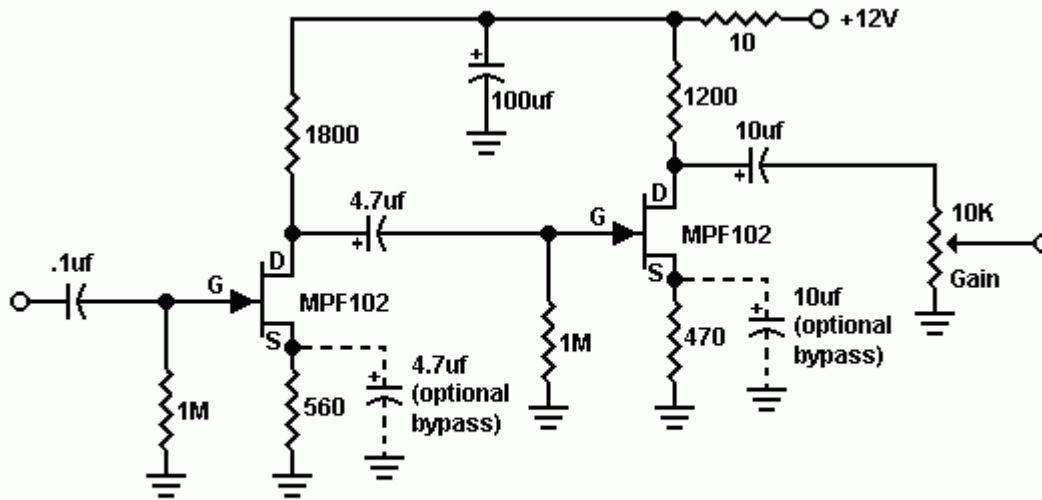 +12V
10
100uf
1800
1200
10uf
+
+
4.7uf
+
D
G
S
MPF102
10K
Gain
.1uf
G
D
S
MPF102
1M
560
+
4.7uf
(optional
bypass)
1M
470
+
10uf
(optional
bypass)